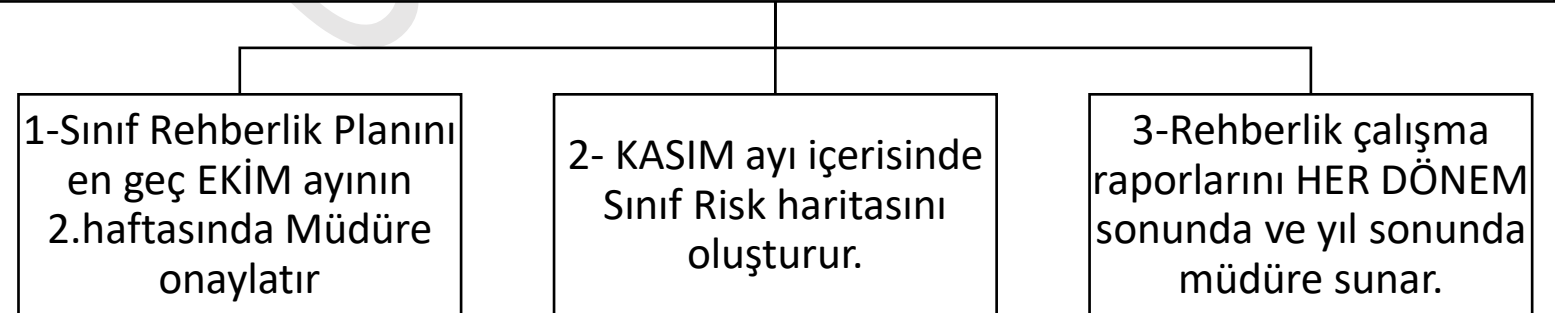 1-Sınıf Rehberlik Planını
en geç EKİM ayının
2.haftasında Müdüre
onaylatır
2- KASIM ayı içerisinde
Sınıf Risk haritasını
oluşturur.
3-Rehberlik çalışma
raporlarını HER DÖNEM
sonunda ve yıl sonunda
müdüre sunar.